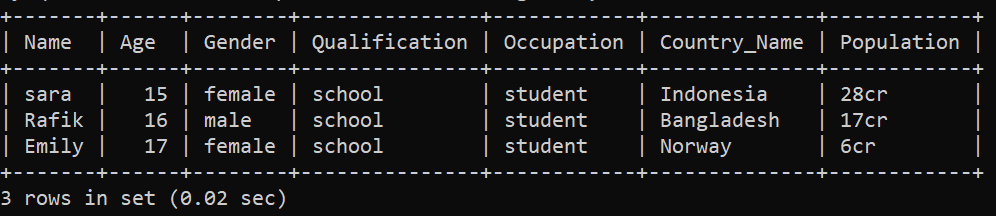 +-------+------+--------+---------------+------------+--------------+------------+
| Name  | Age  | Gender | Qualification | Occupation | Country_Name | Population |
+-------+------+--------+---------------+------------+--------------+------------+
| sara  |   15 | female | school        | student    | Indonesia    | 28cr       |
| Rafik |   16 | male   | school        | student    | Bangladesh   | 17cr       |
| Emily |   17 | female | school        | student    | Norway       | 6cr        |
+-------+------+--------+---------------+------------+--------------+------------+
3 rows in set (0.02 sec)